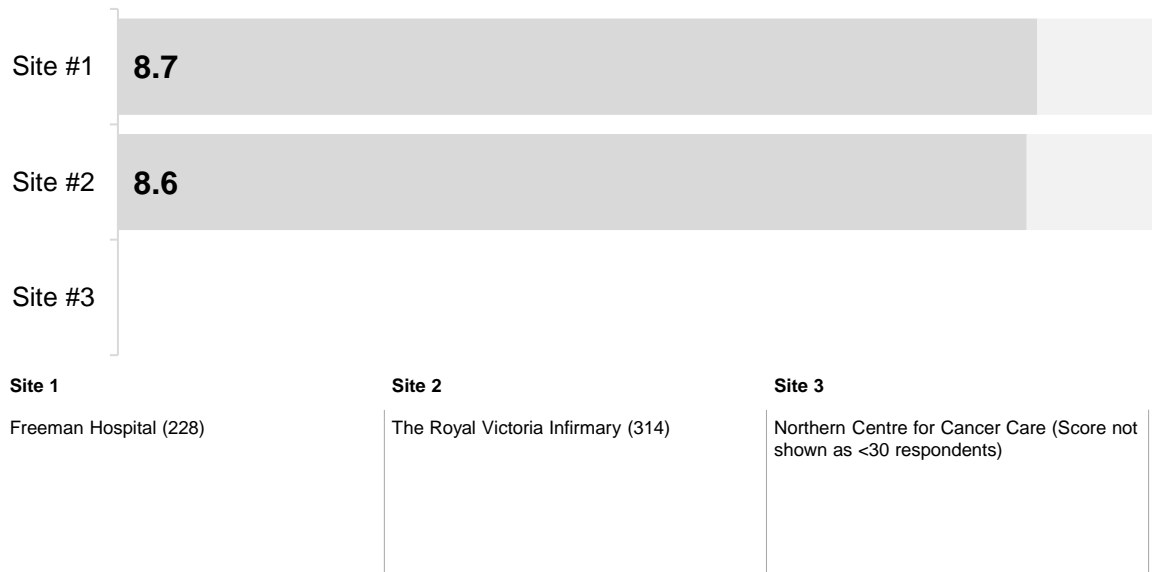 Site #1
8.7
Site #2
8.6
Site #3
Site 1
Freeman Hospital (228)
Site 2
The Royal Victoria Infirmary (314)
Site 3
Northern Centre for Cancer Care (Score not
shown as <30 respondents)